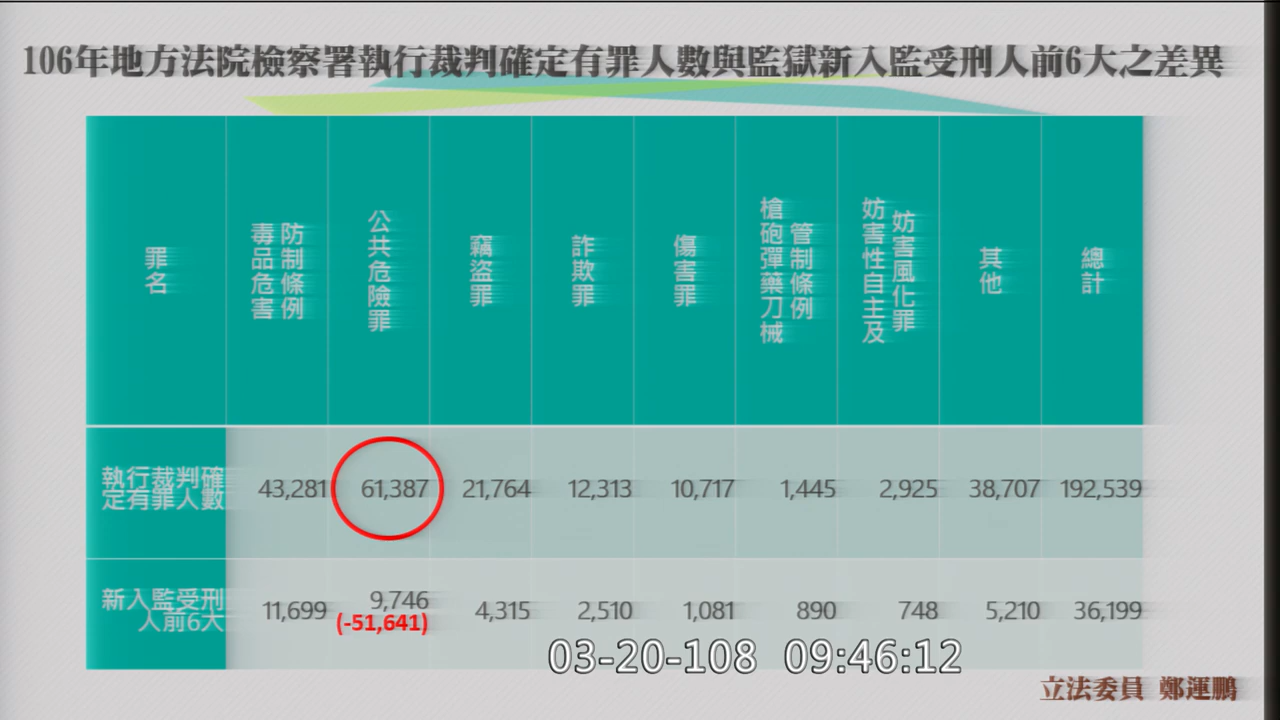 106年地方法院檢察署執行裁判確定有罪人數與監獄新入監受刑人前6大之差異
罪名
毒品危害
防制條例
公共危險罪
竊盜罪
詐欺罪
傷害罪
槍砲彈藥刀械
管制條例
妨害性自主及
妨害風化罪
其他
總計
執行裁判確
定有罪人數
43,281 61,387 21,764 12,313 10,717 1,445 2,925 38,707 192,539
新入監受刑
人前6大
11,699 9,746 4,315 2,510 1,081 890 748 5,210 36,199
(-51,641)
03-20-108 09:46:12
立法委員 鄭運鵬